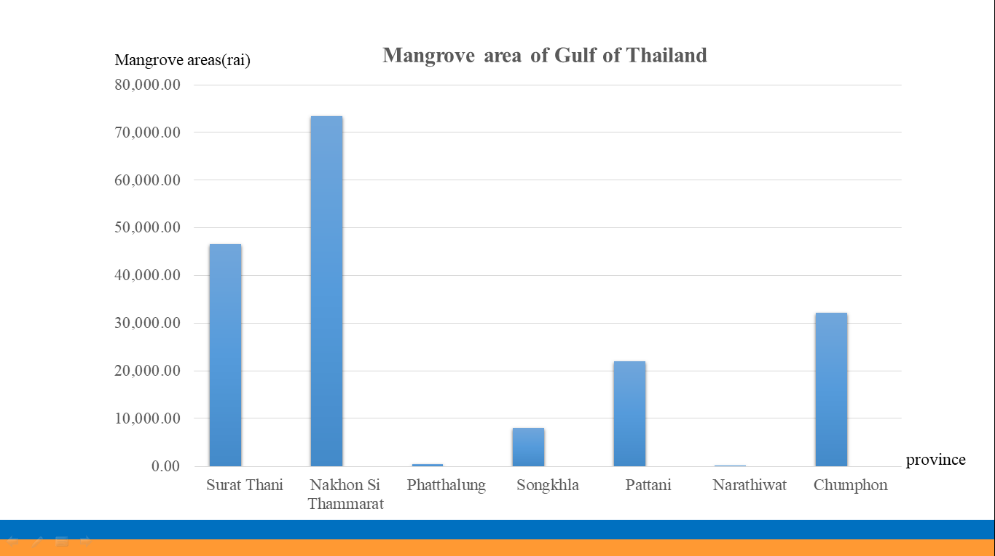 Mangrove area of Gulf of Thailand
Mangrove areas(rai)
80,000.00
70,000.00
60,000.00
50,000.00
40,000.00
30,000.00
20,000.00
10,000.00
0.00
province
Surat Thani
Nakhon Si
Thammarat
Phatthalung
Songkhla
Pattani
Narathiwat
Chumphon